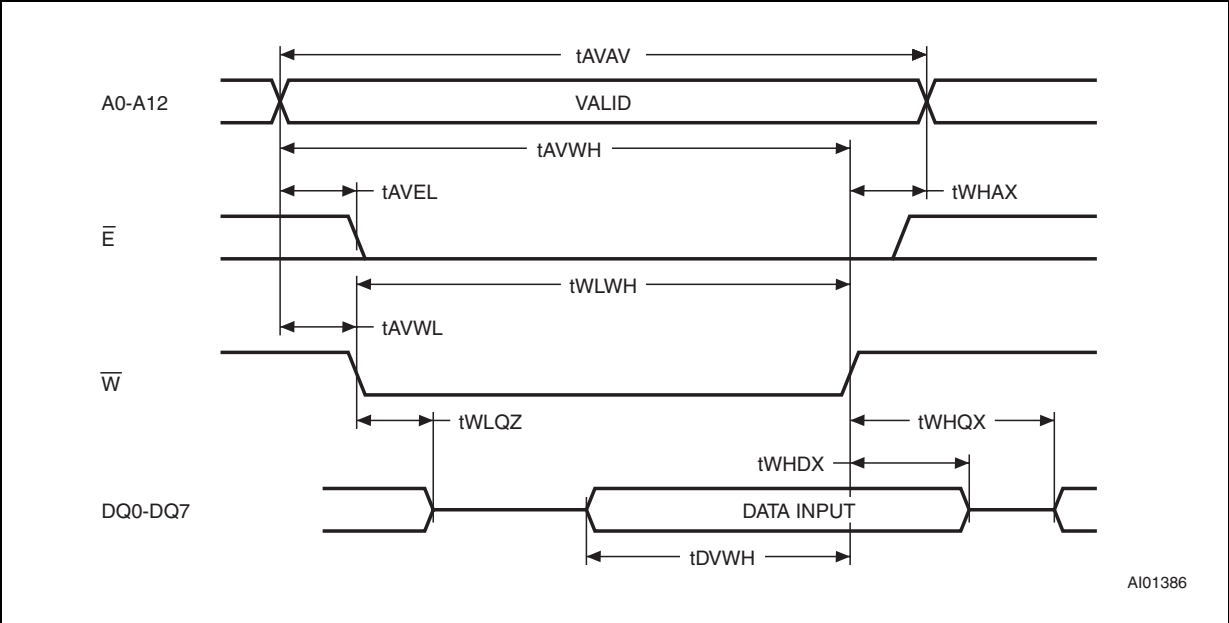 tAVAV
A0-A12
VALID
tAVWH
tAVEL
tWHAX
E̅
tWLWH
tAVWL
W̅
tWLQZ
tWHQX
tWHDX
DQ0-DQ7
DATA INPUT
tDVWH
AI01386